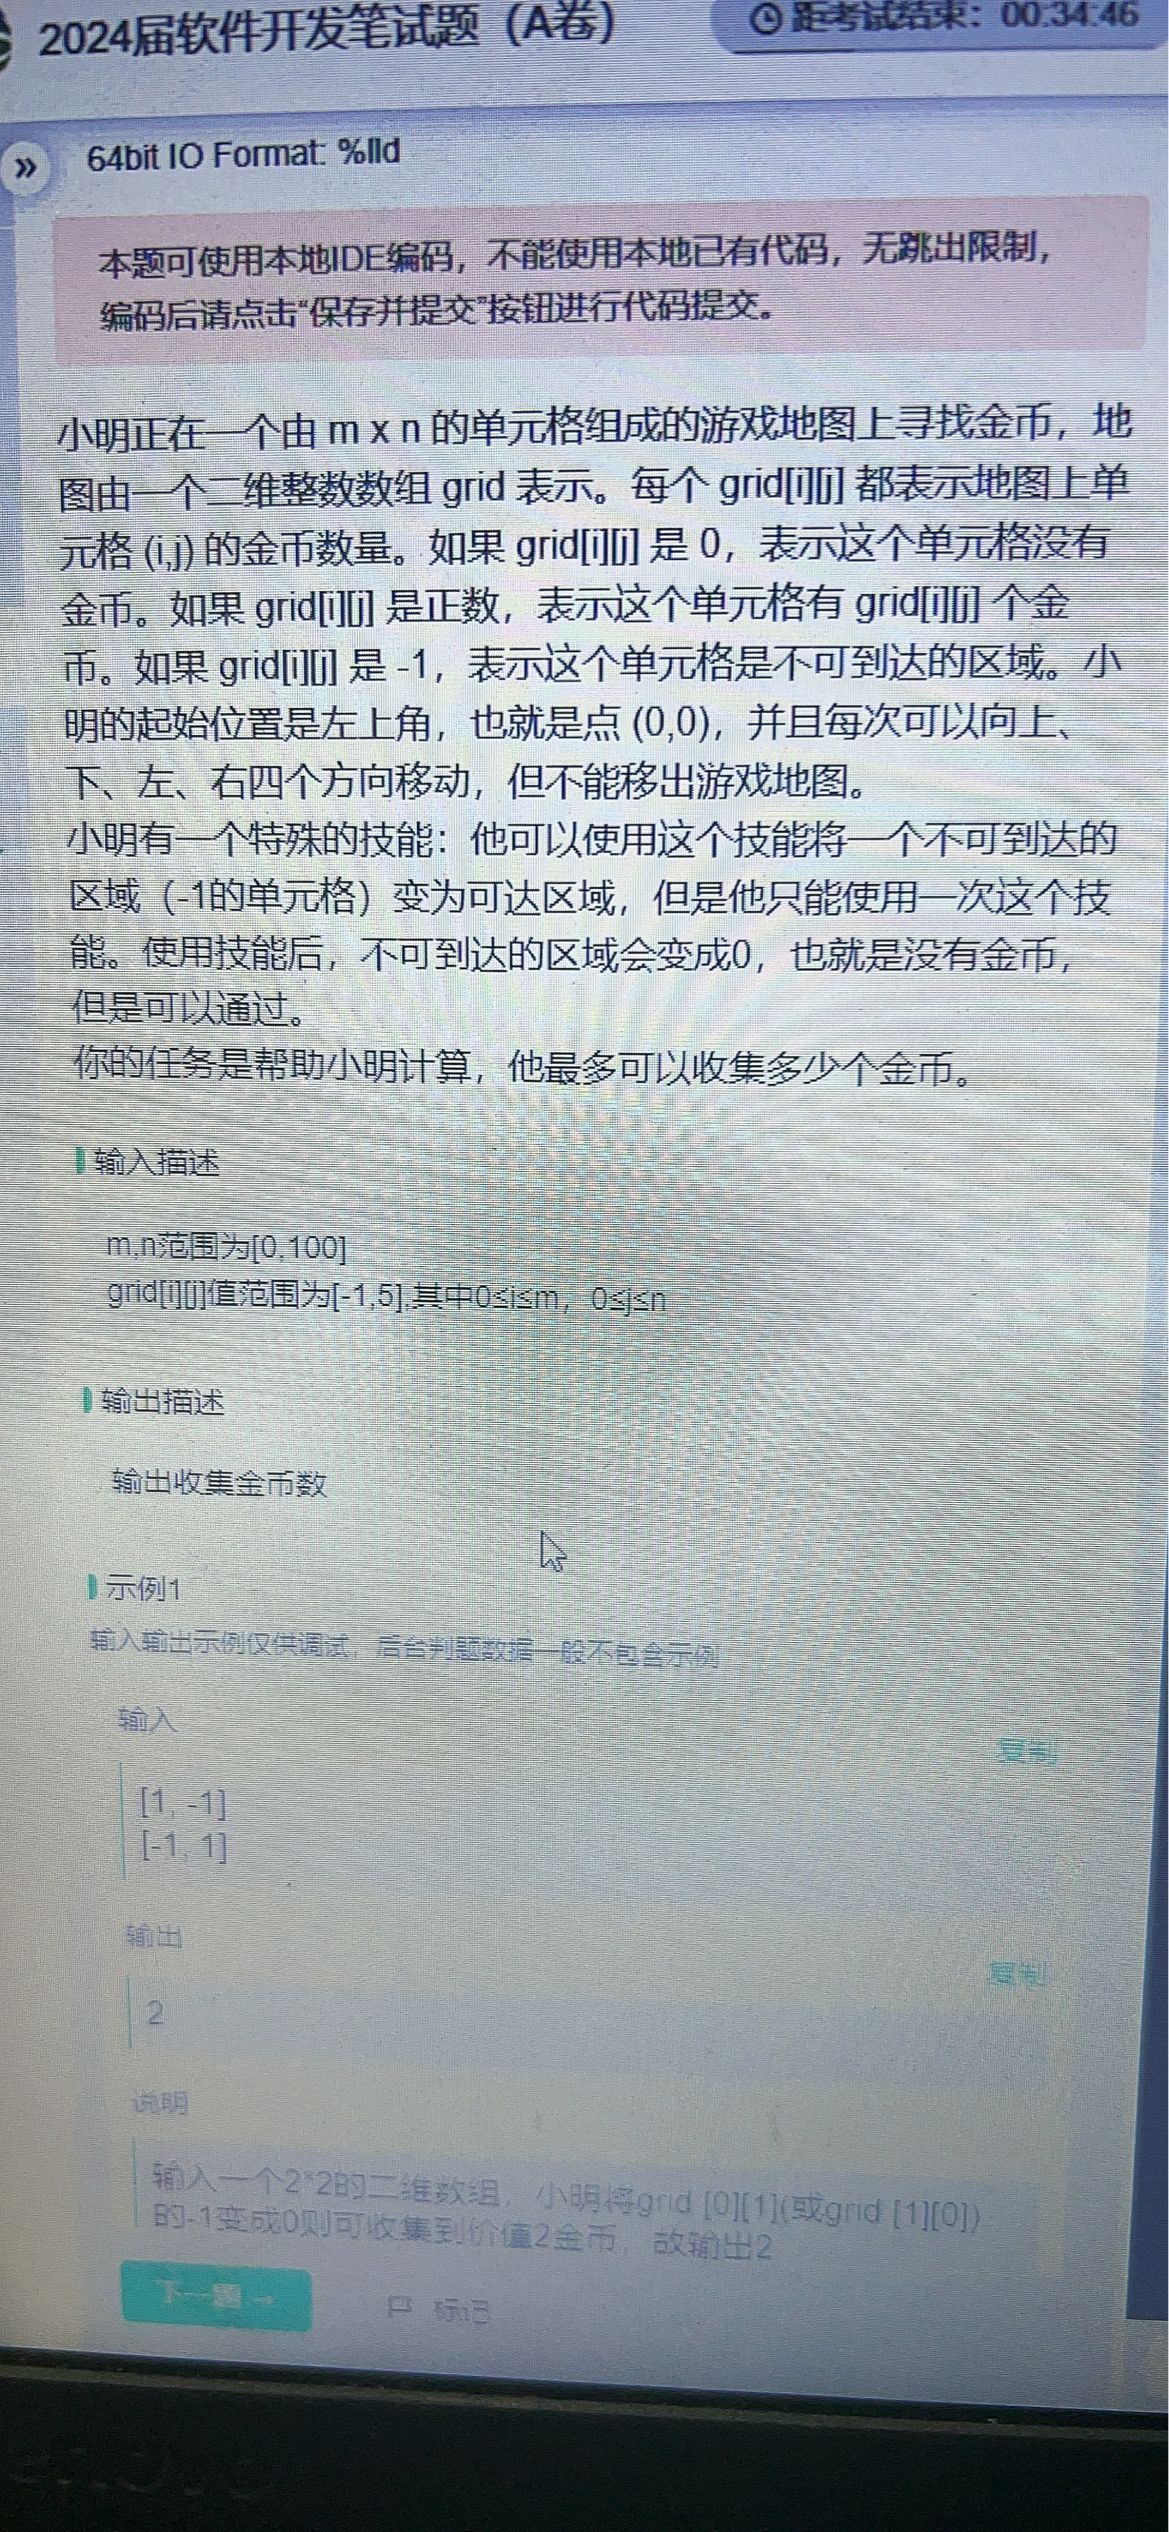 2024届软件开发笔试题（A卷）
距考试结束：00:34:46
»
64bit IO Format: %lld
本题可使用本地IDE编码，不能使用本地已有代码，无跳出限制，
编码后请点击“保存并提交”按钮进行代码提交。
小明正在一个由 m x n 的单元格组成的游戏地图上寻找金币，地
图由一个二维整数数组 grid 表示。每个 grid[i][j] 都表示地图上单
元格 (i,j) 的金币数量。如果 grid[i][j] 是 0，表示这个单元格没有
金币。如果 grid[i][j] 是正数，表示这个单元格有 grid[i][j] 个金
币。如果 grid[i][j] 是 -1，表示这个单元格是不可到达的区域。小
明的起始位置是左上角，也就是点 (0,0)，并且每次可以向上、
下、左、右四个方向移动，但不能移出游戏地图。
小明有一个特殊的技能：他可以使用这个技能将一个不可到达的
区域（-1的单元格）变为可达区域，但是他只能使用一次这个技
能。使用技能后，不可到达的区域会变成0，也就是没有金币，
但是可以通过。
你的任务是帮助小明计算，他最多可以收集多少个金币。
输入描述
m,n范围为[0,100]
grid[i][j]值范围为[-1,5],其中0≤i≤m，0≤j≤n
输出描述
输出收集金币数
示例1
输入输出示例仅供调试，后台判题数据一般不包含示例
输入
复制
[1, -1]
[-1, 1]
输出
复制
2
说明
输入一个2*2的二维数组，小明将grid [0][1](或grid [1][0])
的-1变成0则可收集到价值2金币，故输出2
下一题 →
标记